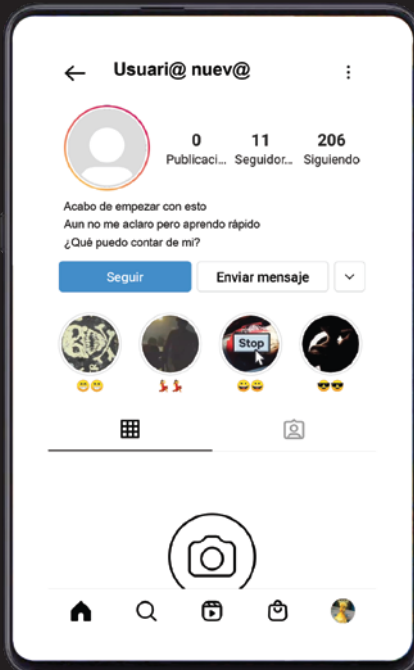 Usuari@ nuev@
0 11 206
Publicaci... Seguidor... Siguiendo
Acabo de empezar con esto
Aun no me aclaro pero aprendo rápido
¿Qué puedo contar de mi?
Seguir Enviar mensaje
Stop